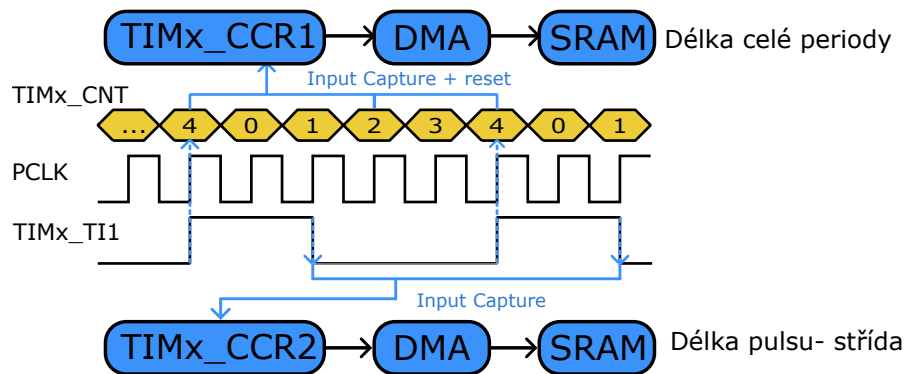 TIMx_CCR1 DMA SRAM Délka celé periody
Input Capture + reset
TIMx_CNT
... 4 0 1 2 3 4 0 1
PCLK
TIMx_TI1
Input Capture
TIMx_CCR2 DMA SRAM Délka pulsu- střída